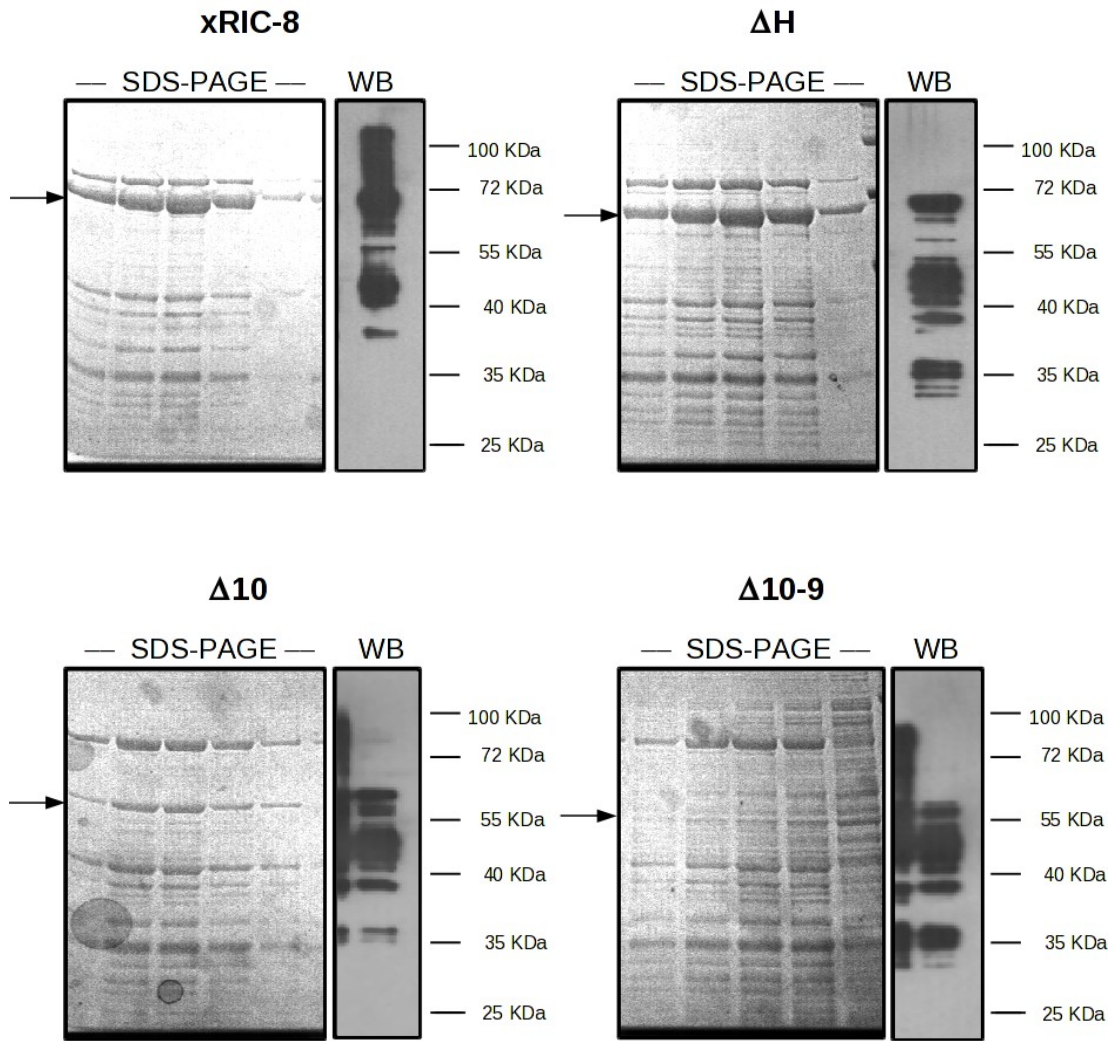 xRIC-8
— SDS-PAGE — WB
100 KDa
72 KDa
55 KDa
40 KDa
35 KDa
25 KDa
ΔH
— SDS-PAGE — WB
100 KDa
72 KDa
55 KDa
40 KDa
35 KDa
25 KDa
Δ10
— SDS-PAGE — WB
100 KDa
72 KDa
55 KDa
40 KDa
35 KDa
25 KDa
Δ10-9
— SDS-PAGE — WB
100 KDa
72 KDa
55 KDa
40 KDa
35 KDa
25 KDa